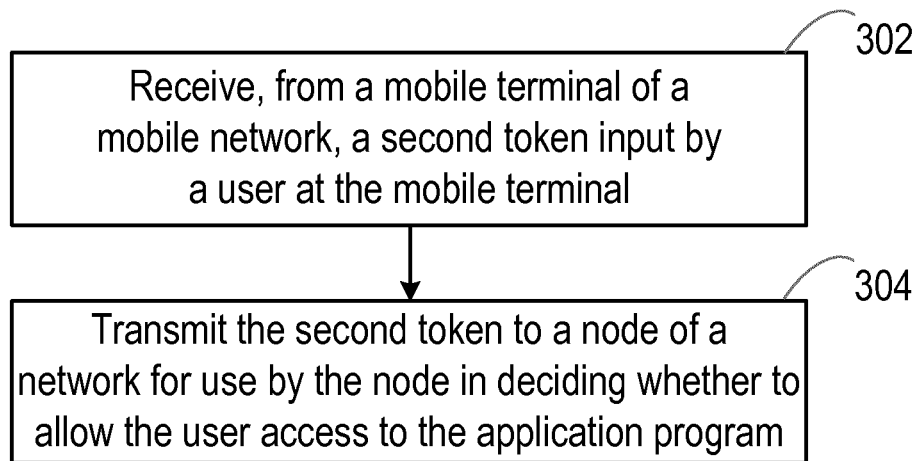 302
Receive, from a mobile terminal of a
mobile network, a second token input by
a user at the mobile terminal
304
Transmit the second token to a node of a
network for use by the node in deciding whether to
allow the user access to the application program